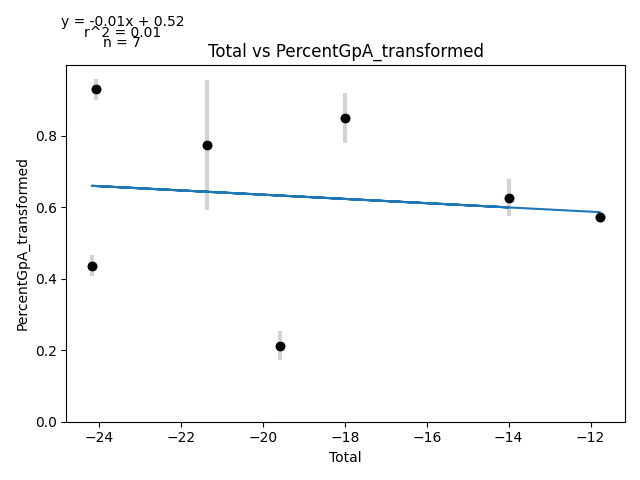 y = -0.01x + 0.52
r^2 = 0.01
n = 7
Total vs PercentGpA_transformed
PercentGpA_transformed
0.8
0.6
0.4
0.2
0.0
−24
−22
−20
−18
−16
−14
−12
Total